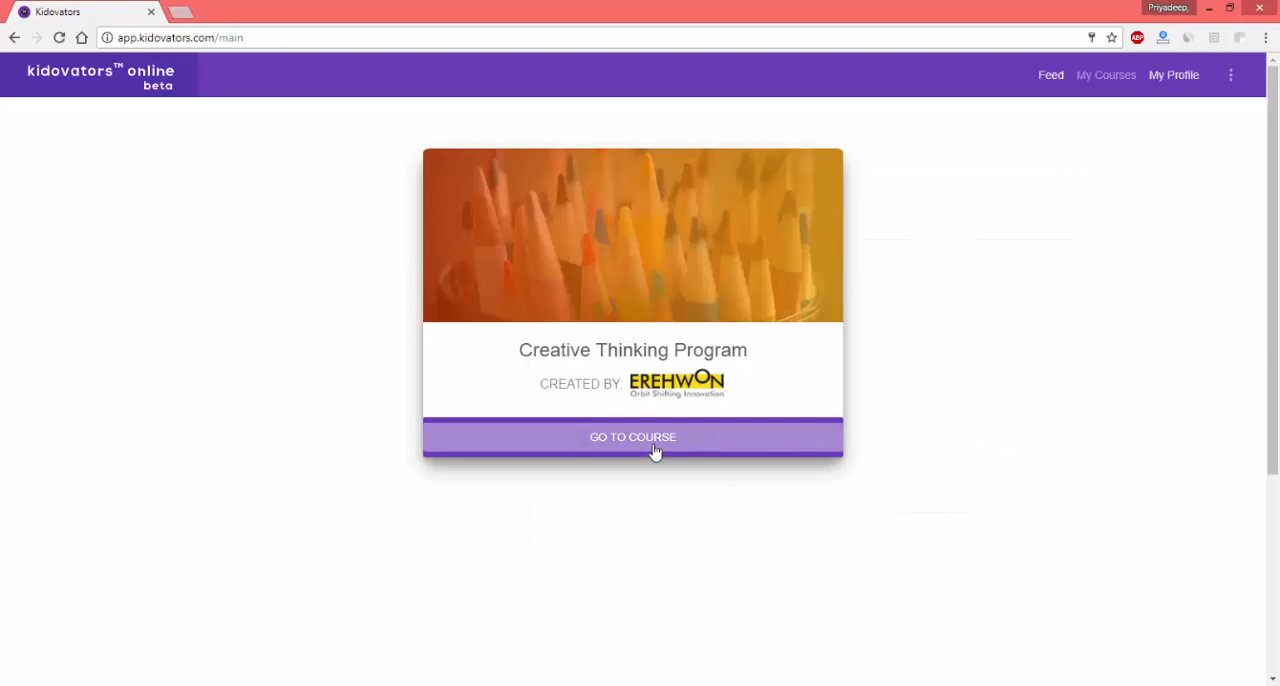 Kidovators
Priyadeep,
app.kidovators.com/main
ABP
kidovators™ online
beta
Feed My Courses My Profile
Creative Thinking Program
CREATED BY EREHWON
Orbit Shifting Innovation
GO TO COURSE